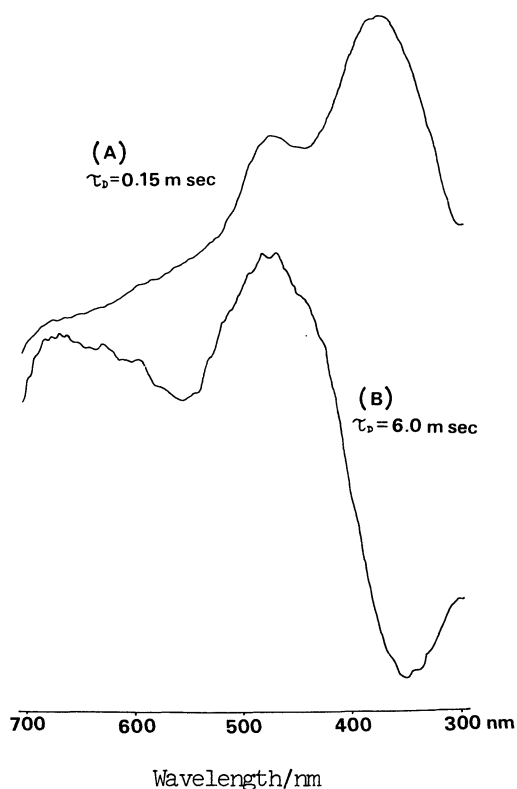 (A)
τD=0.15 m sec
(B)
τD=6.0 m sec
700 600 500 400 300 nm
Wavelength/nm